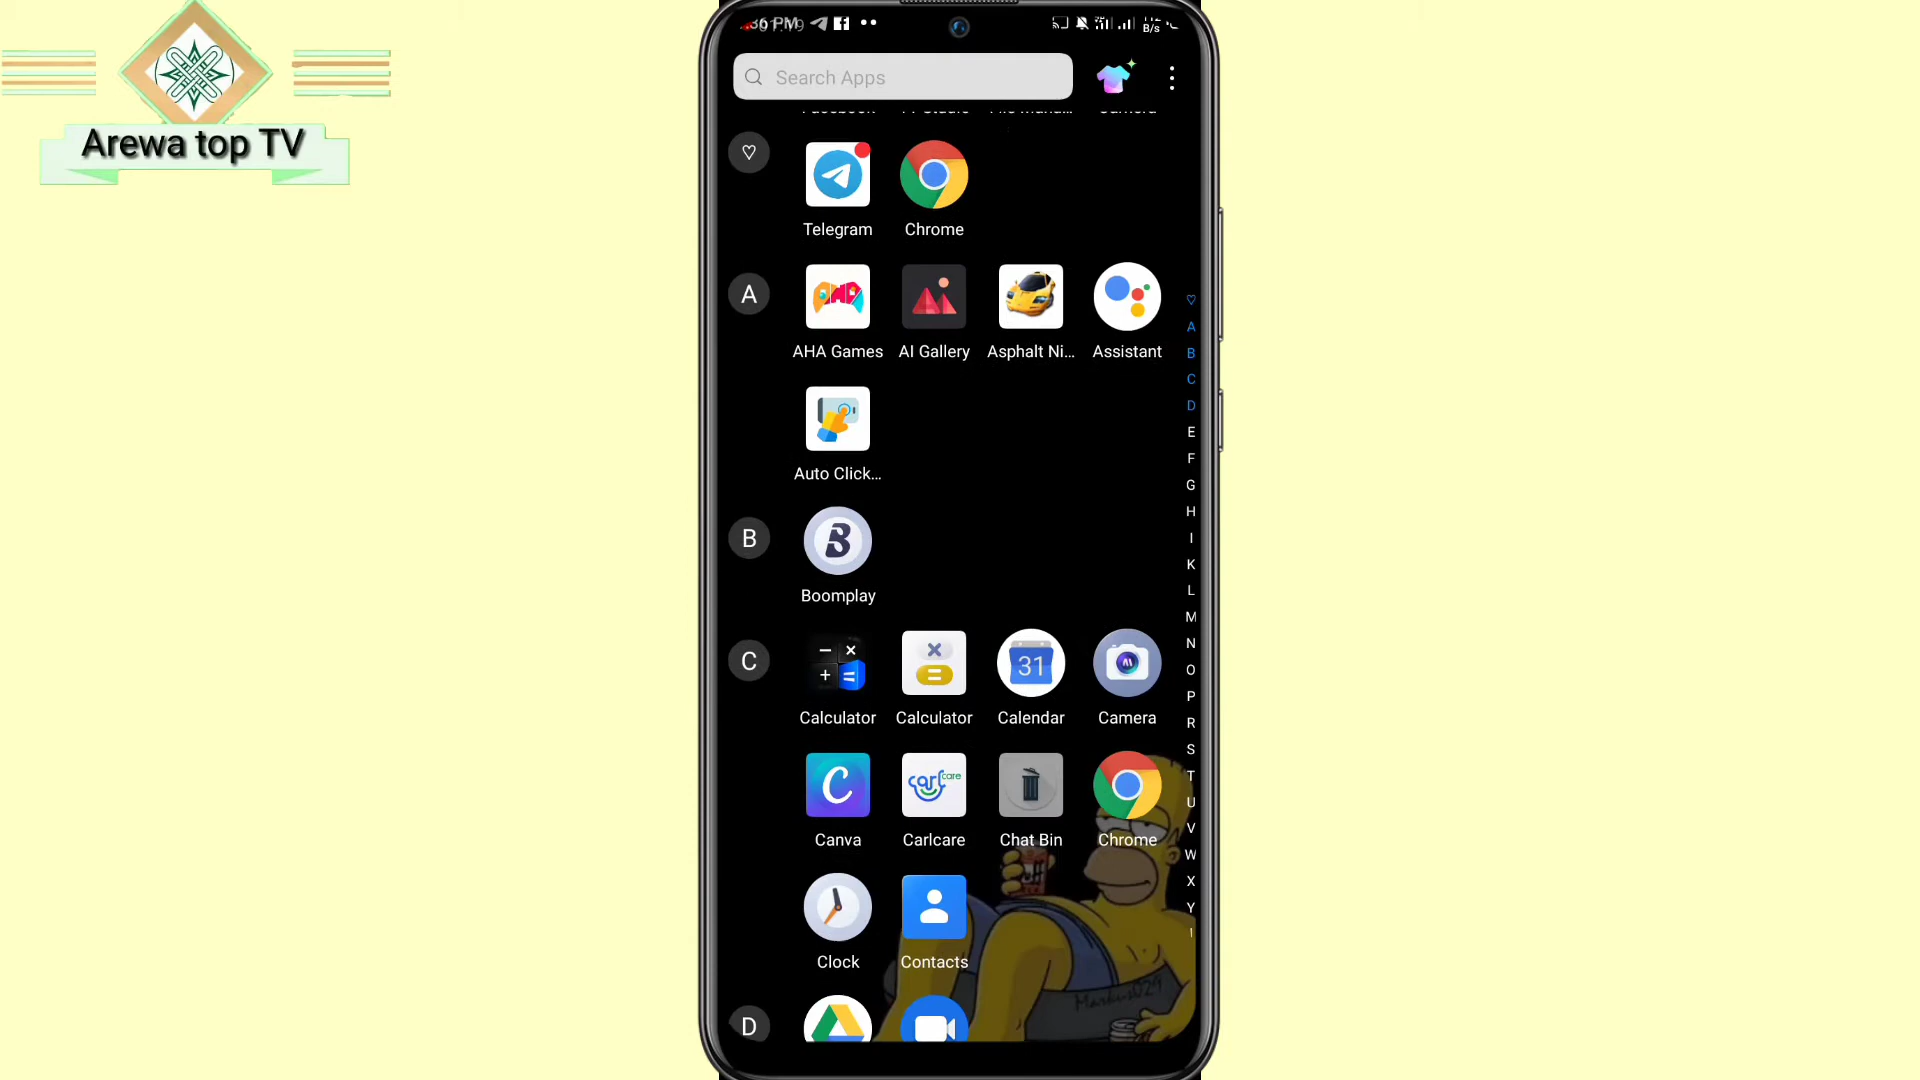 Arewa top TV
Search Apps
Telegram Chrome
A
AHA Games AI Gallery Asphalt Ni... Assistant
Auto Click...
B
Boomplay
C
Calculator Calculator Calendar Camera
31
Canva Carlcare Chat Bin Chrome
Clock Contacts
D
A
B
C
D
E
F
G
H
I
K
L
M
N
O
P
R
S
T
U
V
W
X
Y
B/s